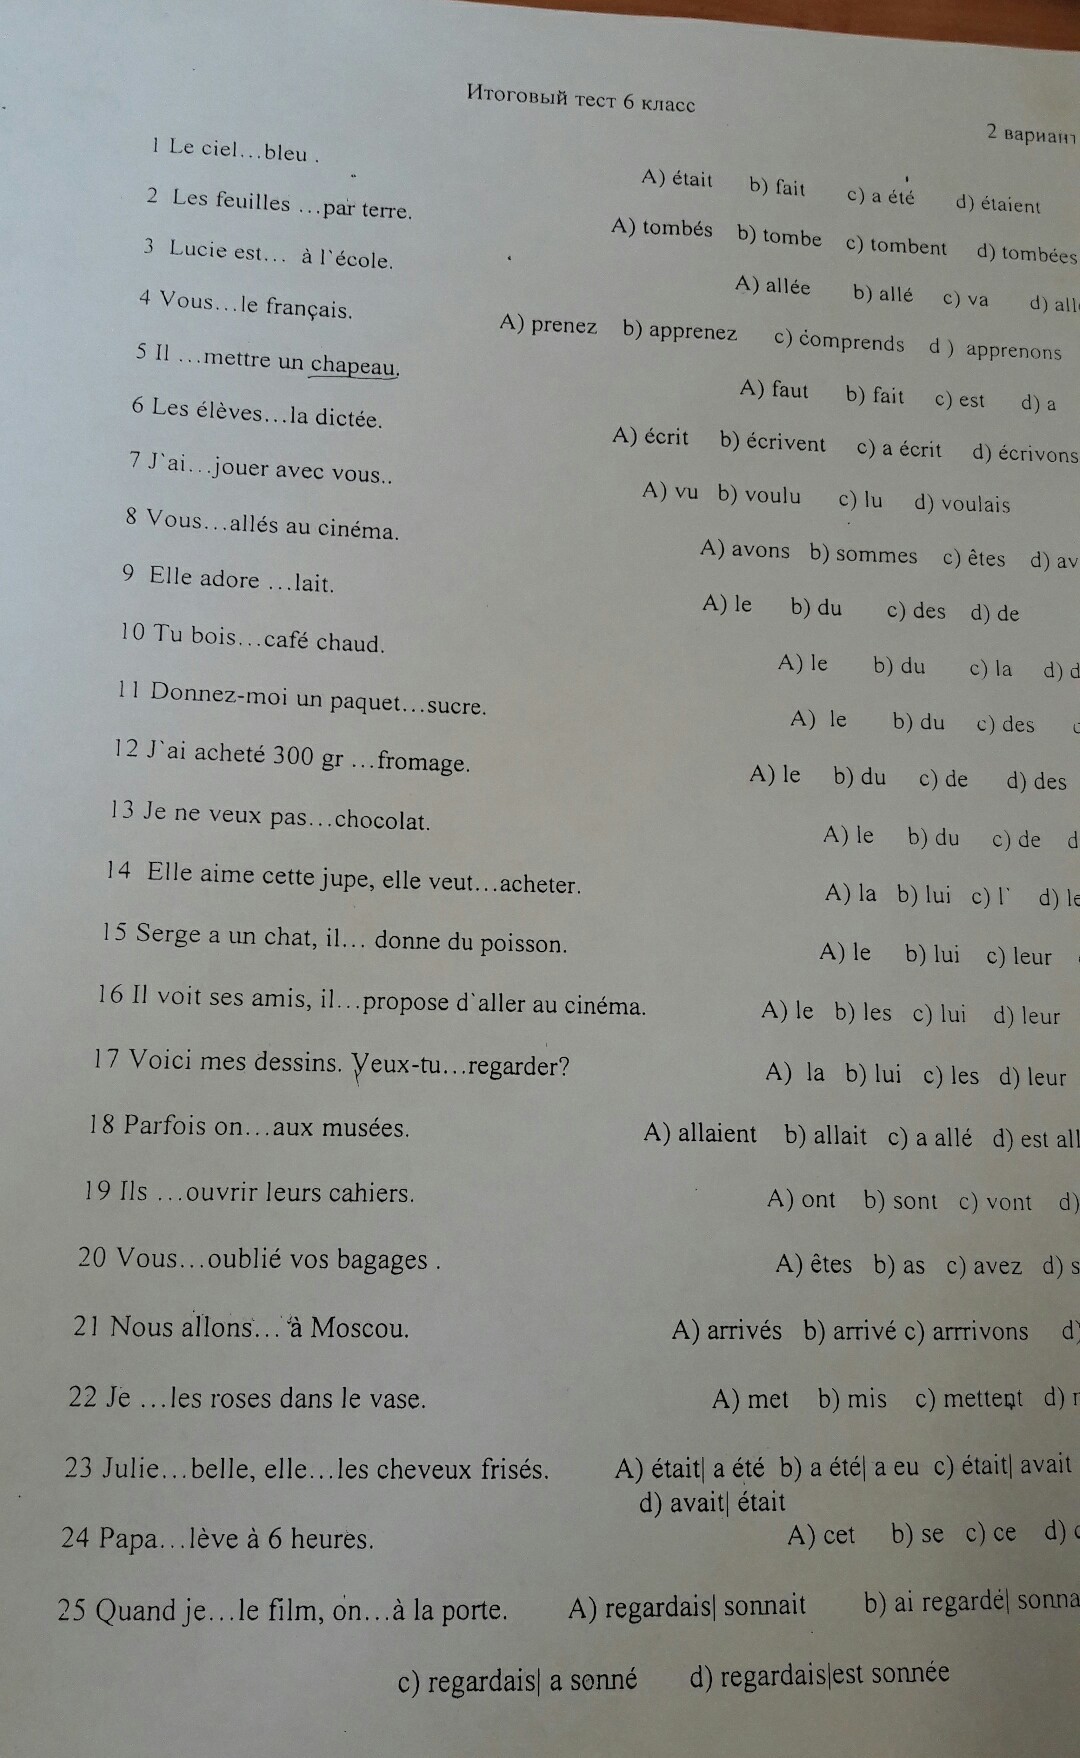 Итоговый тест 6 класс
2 вариант
1 Le ciel...bleu .
A) était b) fait c) a été d) étaient
2 Les feuilles ...par terre.
A) tombés b) tombe c) tombent d) tombées
3 Lucie est... à l`école.
A) allée b) allé c) va d)
4 Vous...le français.
A) prenez b) apprenez c) comprends d ) apprenons
5 Il ...mettre un chapeau.
A) faut b) fait c) est d) a
6 Les élèves...la dictée.
A) écrit b) écrivent c) a écrit d) écrivons
7 J`ai...jouer avec vous..
A) vu b) voulu c) lu d) voulais
8 Vous...allés au cinéma.
A) avons b) sommes c) êtes d) av
9 Elle adore ...lait.
A) le b) du c) des d) de
10 Tu bois...café chaud.
A) le b) du c) la d)
11 Donnez-moi un paquet...sucre.
A) le b) du c) des
12 J`ai acheté 300 gr ...fromage.
A) le b) du c) de d) des
13 Je ne veux pas...chocolat.
A) le b) du c) de d
14 Elle aime cette jupe, elle veut...acheter.
A) la b) lui c) l` d) le
15 Serge a un chat, il... donne du poisson.
A) le b) lui c) leur
16 Il voit ses amis, il...propose d`aller au cinéma.
A) le b) les c) lui d) leur
17 Voici mes dessins. Veux-tu...regarder?
A) la b) lui c) les d) leur
18 Parfois on...aux musées.
A) allaient b) allait c) a allé d) est all
19 Ils ...ouvrir leurs cahiers.
A) ont b) sont c) vont d)
20 Vous...oublié vos bagages .
A) êtes b) as c) avez d) s
21 Nous allons... à Moscou.
A) arrivés b) arrivé c) arrrivons d)
22 Je ...les roses dans le vase.
A) met b) mis c) mettent d)
23 Julie...belle, elle...les cheveux frisés.
A) était| a été b) a été| a eu c) était| avait
d) avait| était
24 Papa...lève à 6 heures.
A) cet b) se c) ce d)
25 Quand je...le film, on...à la porte.
A) regardais| sonnait b) ai regardé| sonna
c) regardais| a sonné d) regardais|est sonnée